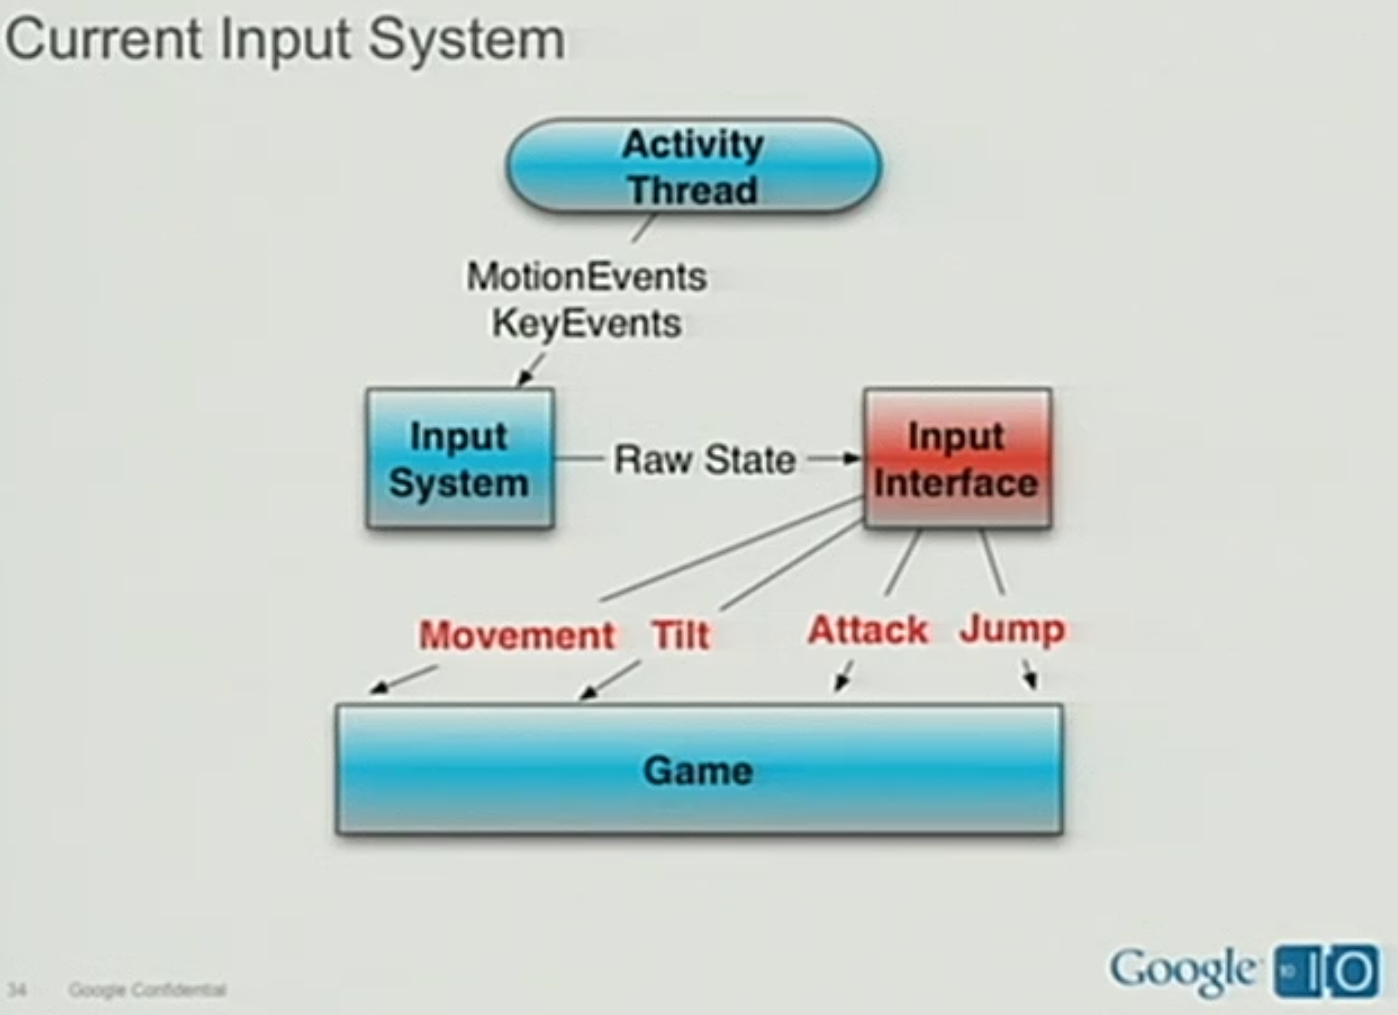 Current Input System
Activity
Thread
MotionEvents
KeyEvents
Input
System
Raw State
Input
Interface
Movement
Tilt
Attack
Jump
Game
34
Google Confidential
Google
10
IO